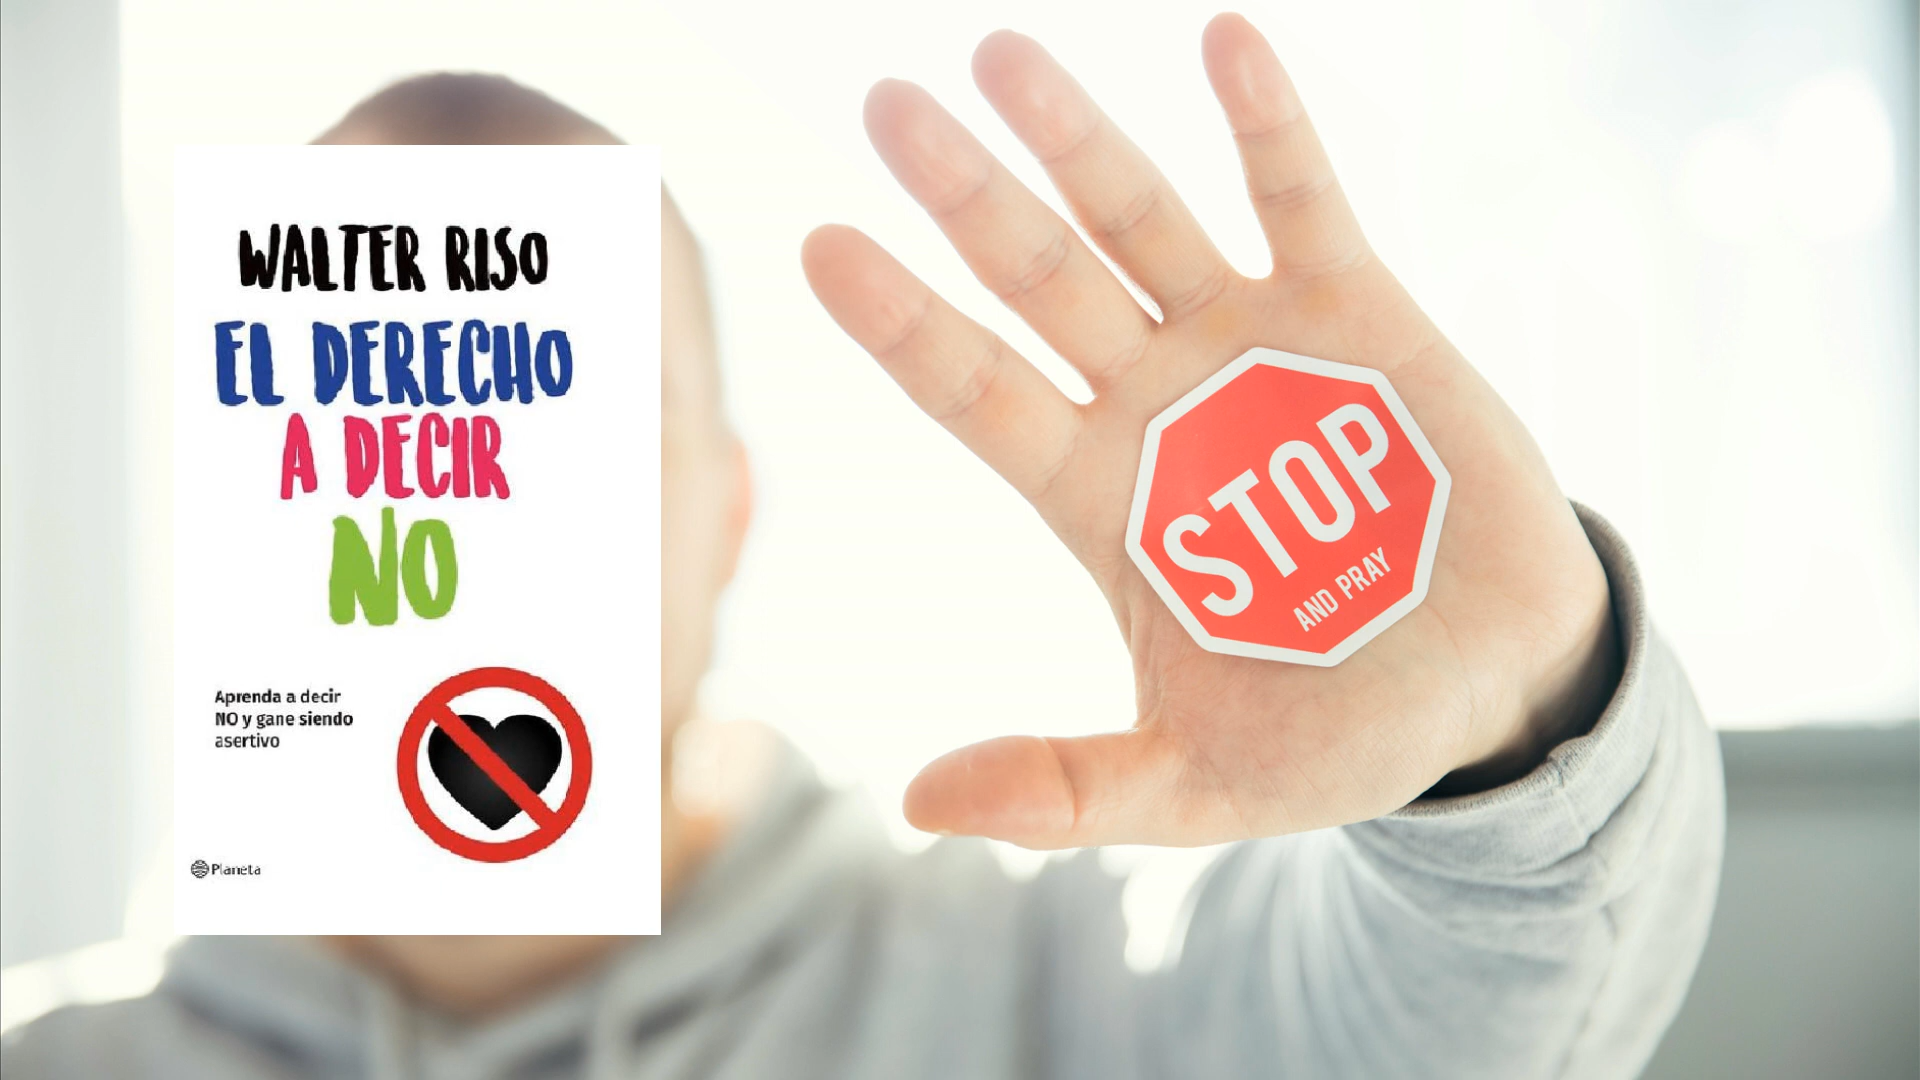 WALTER RISO
EL DERECHO
A DECIR
NO
Aprenda a decir
NO y gane siendo
asertivo
Planeta
STOP
AND PRAY